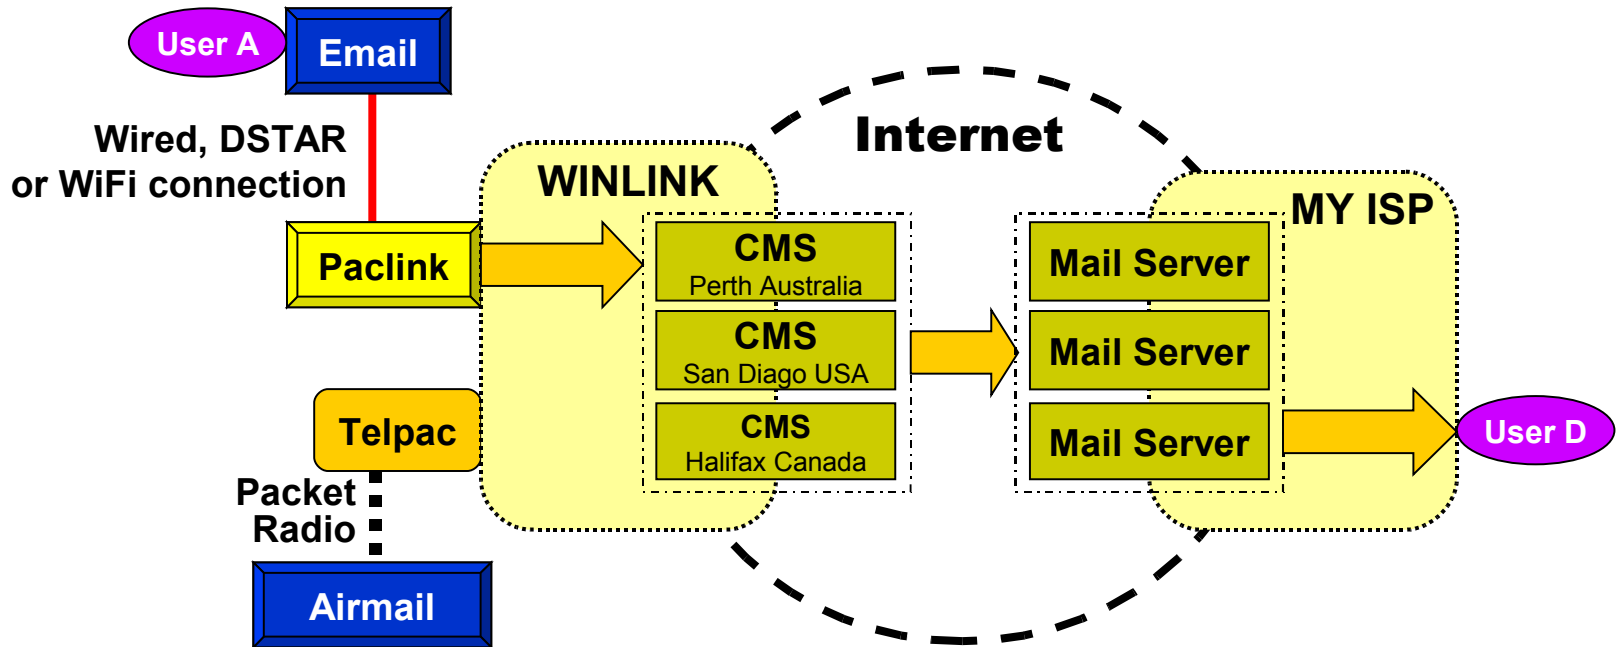 User A
Email
Wired, DSTAR
or WiFi connection
Internet
WINLINK
MY ISP
Paclink
CMS
Perth Australia
CMS
San Diago USA
CMS
Halifax Canada
Mail Server
Mail Server
Mail Server
Telpac
User D
Packet
Radio
Airmail